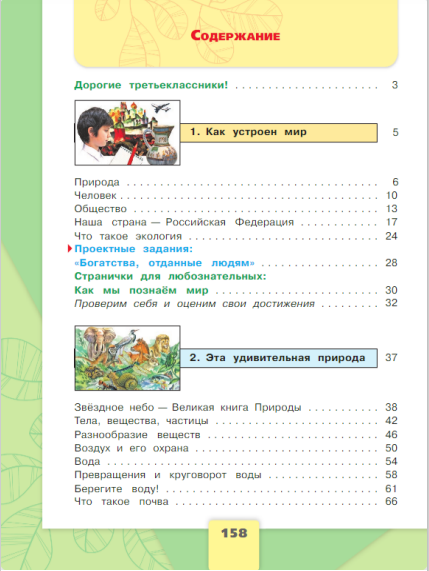 Содержание
Дорогие третьеклассники! . . . . . . . . . . . . . . . . . . . . 3
1. Как устроен мир 5
Природа . . . . . . . . . . . . . . . . . . . . . . . . . . . . . . . . . . 6
Человек . . . . . . . . . . . . . . . . . . . . . . . . . . . . . . . . . . 10
Общество . . . . . . . . . . . . . . . . . . . . . . . . . . . . . . . . . 13
Наша страна — Российская Федерация . . . . . . . . . . . 17
Что такое экология . . . . . . . . . . . . . . . . . . . . . . . . . 24
Проектные задания:
«Богатства, отданные людям» . . . . . . . . . . . . . . . . . 28
Странички для любознательных:
Как мы познаём мир . . . . . . . . . . . . . . . . . . . . . . . 30
Проверим себя и оценим свои достижения . . . . . . . . 32
2. Эта удивительная природа 37
Звёздное небо — Великая книга Природы . . . . . . . . . . 38
Тела, вещества, частицы . . . . . . . . . . . . . . . . . . . . . . 42
Разнообразие веществ . . . . . . . . . . . . . . . . . . . . . . . . 46
Воздух и его охрана . . . . . . . . . . . . . . . . . . . . . . . . . 50
Вода . . . . . . . . . . . . . . . . . . . . . . . . . . . . . . . . . . . . . 54
Превращения и круговорот воды . . . . . . . . . . . . . . . 58
Берегите воду! . . . . . . . . . . . . . . . . . . . . . . . . . . . . . 61
Что такое почва . . . . . . . . . . . . . . . . . . . . . . . . . . . . 66
158